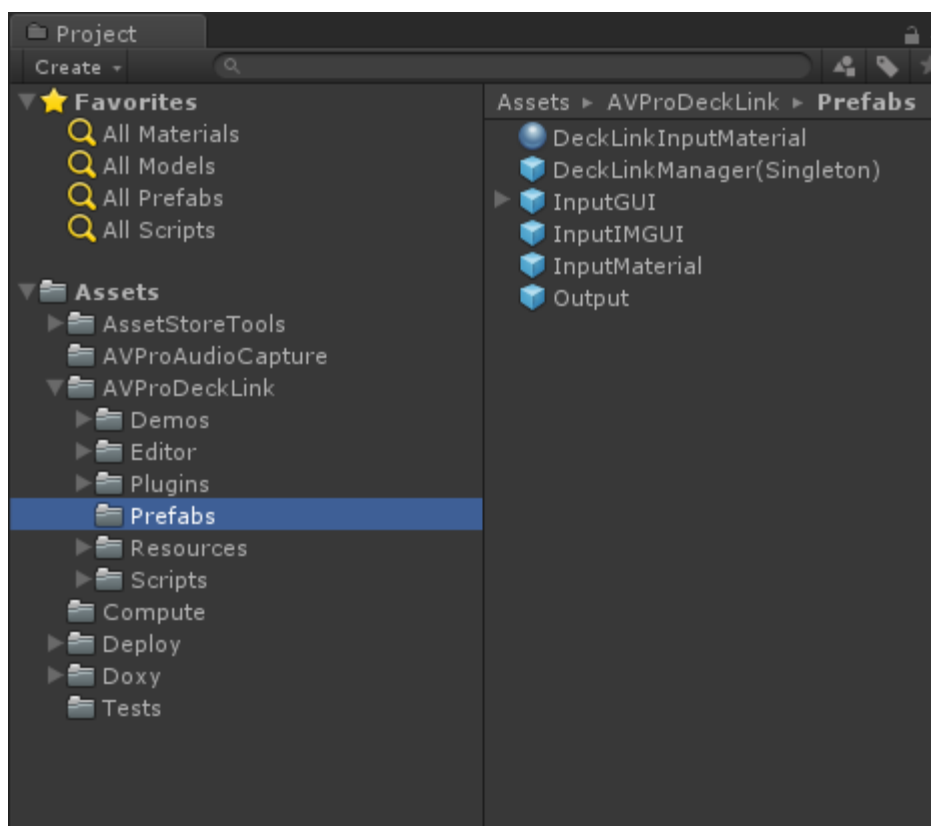 Project
Create
Favorites
All Materials
All Models
All Prefabs
All Scripts
Assets
AssetStoreTools
AVProAudioCapture
AVProDeckLink
Demos
Editor
Plugins
Prefabs
Resources
Scripts
Compute
Deploy
Doxy
Tests
Assets AVProDeckLink Prefabs
DeckLinkInputMaterial
DeckLinkManager(Singleton)
InputGUI
InputIMGUI
InputMaterial
Output